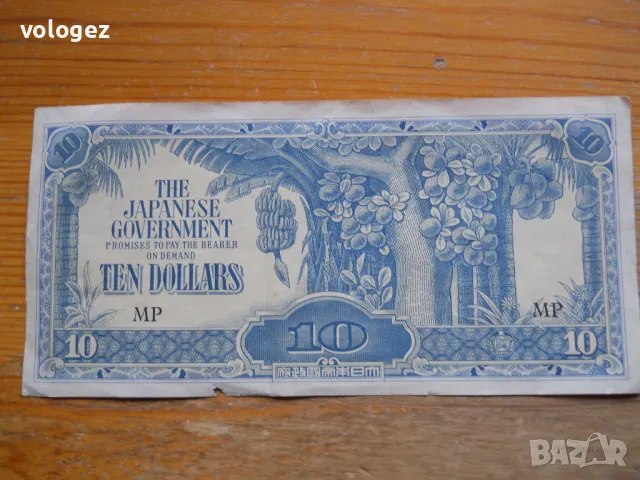 vologez
10
10
THE
JAPANESE
GOVERNMENT
PROMISES TO PAY THE BEARER
ON DEMAND
TEN DOLLARS
MP
MP
10
10
10
大日本帝國政府
BAZAR